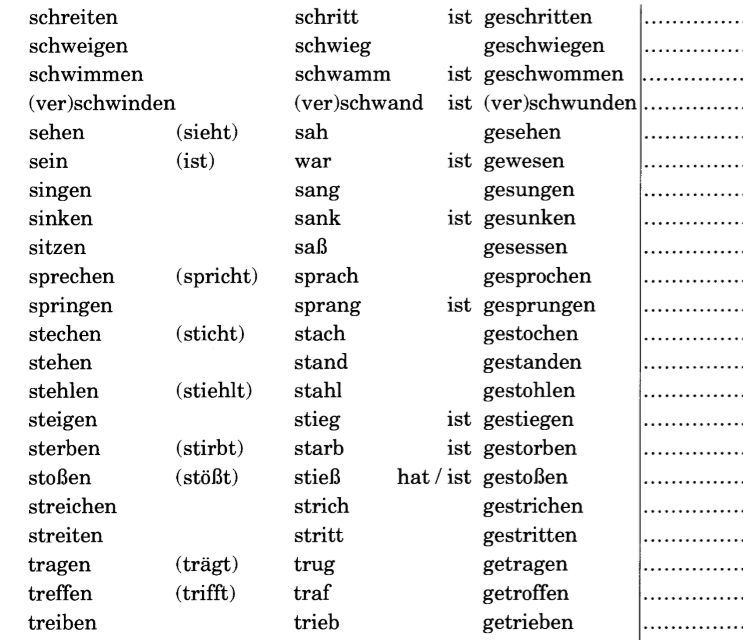 schreiten schritt ist geschritten ..............
schweigen schwieg geschwiegen ..............
schwimmen schwamm ist geschwommen ..............
(ver)schwinden (ver)schwand ist (ver)schwunden ..............
sehen (sieht) sah gesehen ..............
sein (ist) war ist gewesen ..............
singen sang gesungen ..............
sinken sank ist gesunken ..............
sitzen saß gesessen ..............
sprechen (spricht) sprach gesprochen ..............
springen sprang ist gesprungen ..............
stechen (sticht) stach gestochen ..............
stehen stand gestanden ..............
stehlen (stiehlt) stahl gestohlen ..............
steigen stieg ist gestiegen ..............
sterben (stirbt) starb ist gestorben ..............
stoßen (stößt) stieß hat / ist gestoßen ..............
streichen strich gestrichen ..............
streiten stritt gestritten ..............
tragen (trägt) trug getragen ..............
treffen (trifft) traf getroffen ..............
treiben trieb getrieben ..............